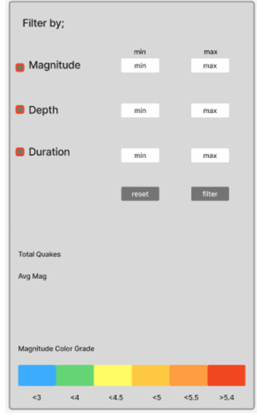 Filter by;
min max
Magnitude min max
Depth min max
Duration min max
reset filter
Total Quakes
Avg Mag
Magnitude Color Grade
<3 <4 <4.5 <5 <5.5 >5.4